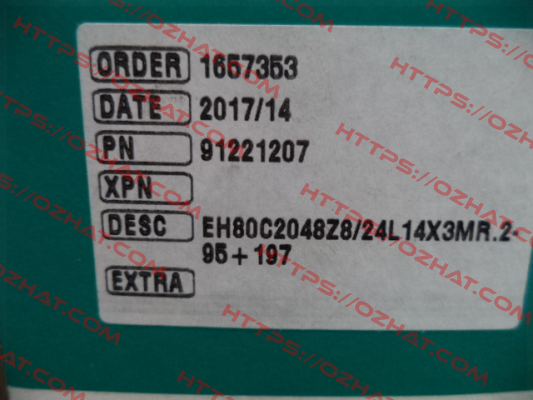 ORDER 1657353
DATE 2017/14
PN 91221207
XPN
DESC EH80C2048Z8/24L14X3MR.2-
95+197
EXTRA
HTTPS://OZHAT.COM